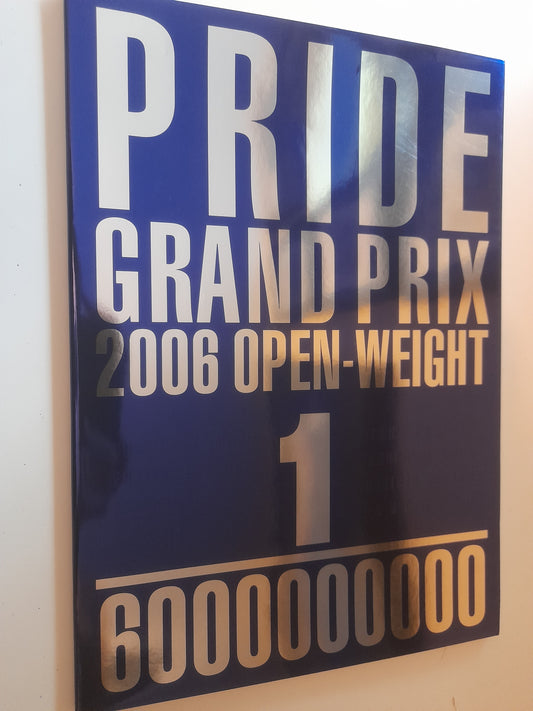 PRIDE
GRAND PRIX
2006 OPEN-WEIGHT
1
6000000000